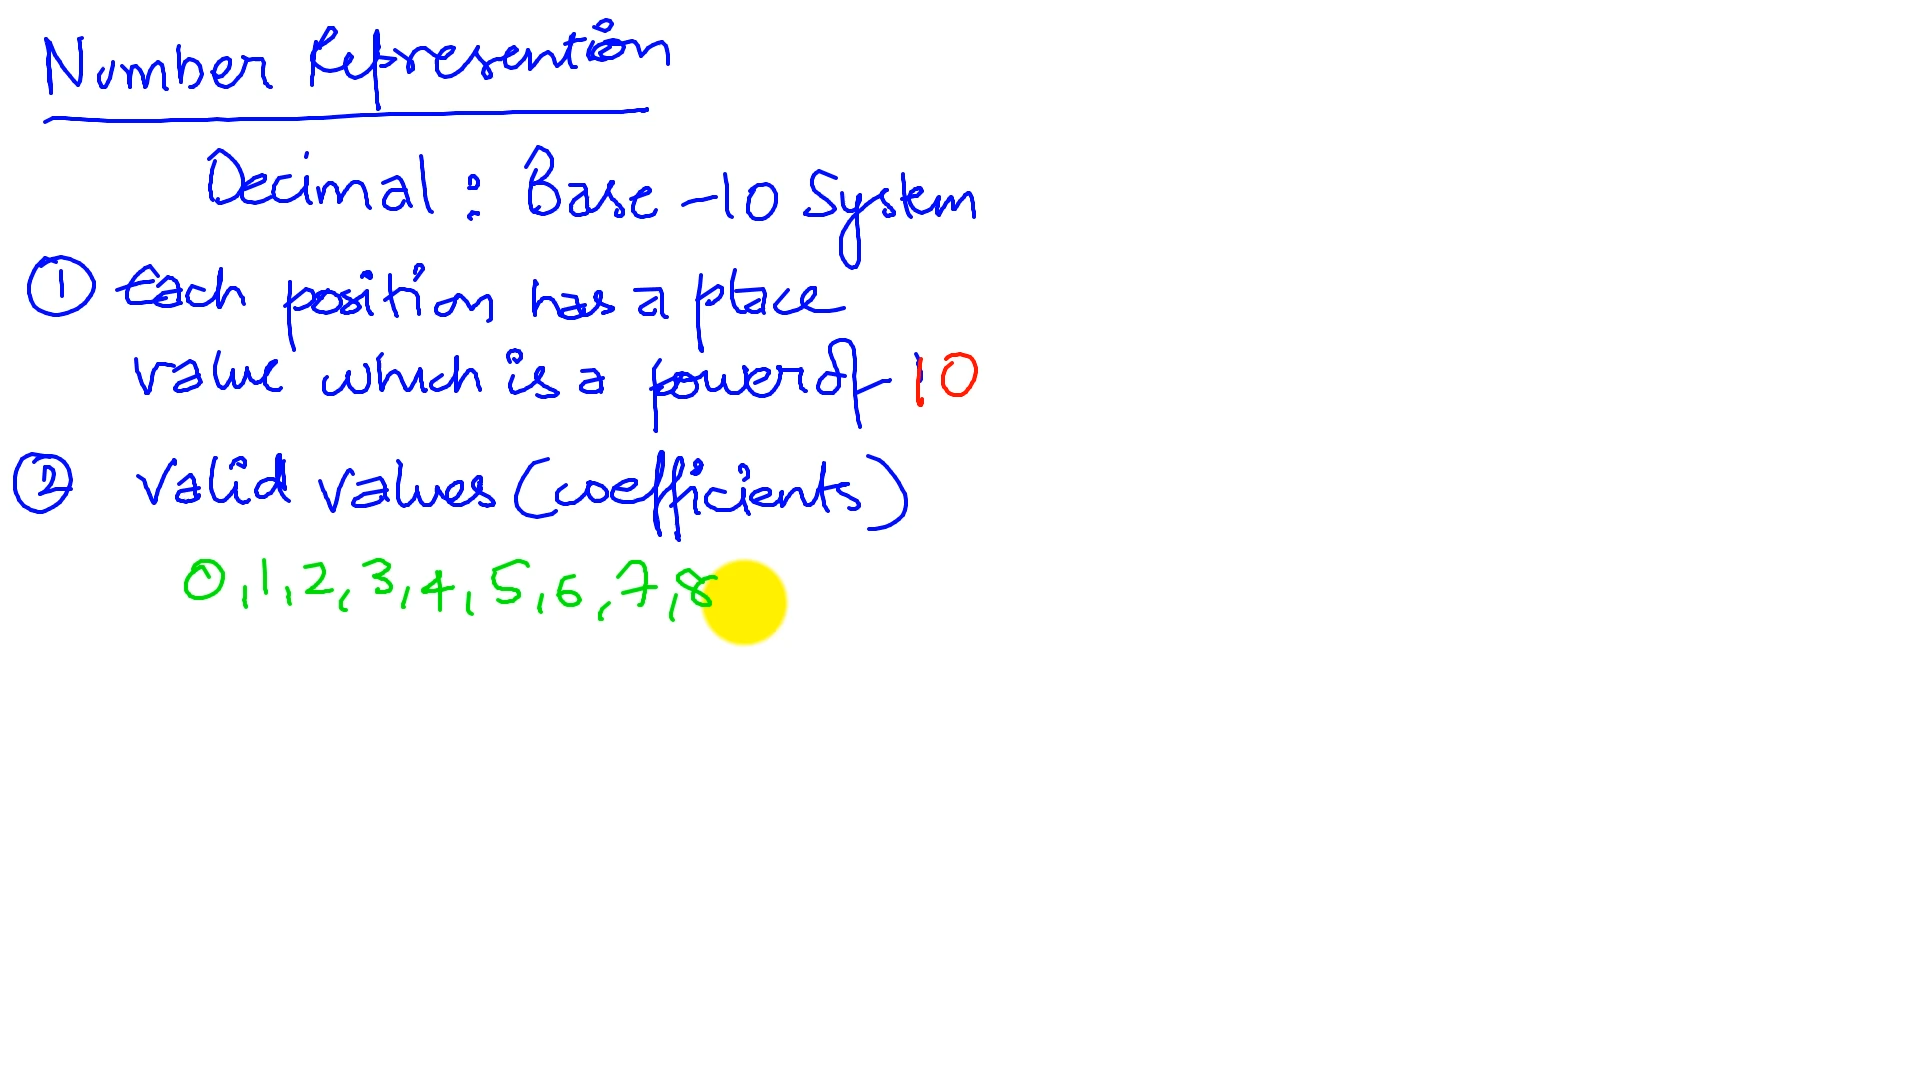 Number Represention
Decimal : Base -10 System
① Each position has a place
value which is a power of 10
② Valid values (coefficients)
0,1,2,3,4,5,6,7,8